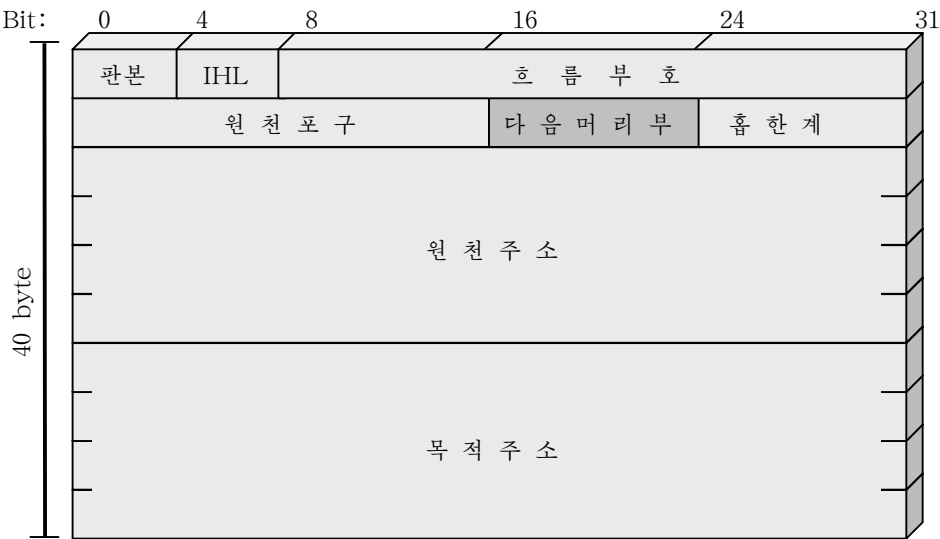 Bit: 0 4 8 16 24 31
판본 IHL 흐 름 부 호
원 천 포 구 다 음 머 리 부 홉 한 계
원 천 주 소
40 byte
목 적 주 소